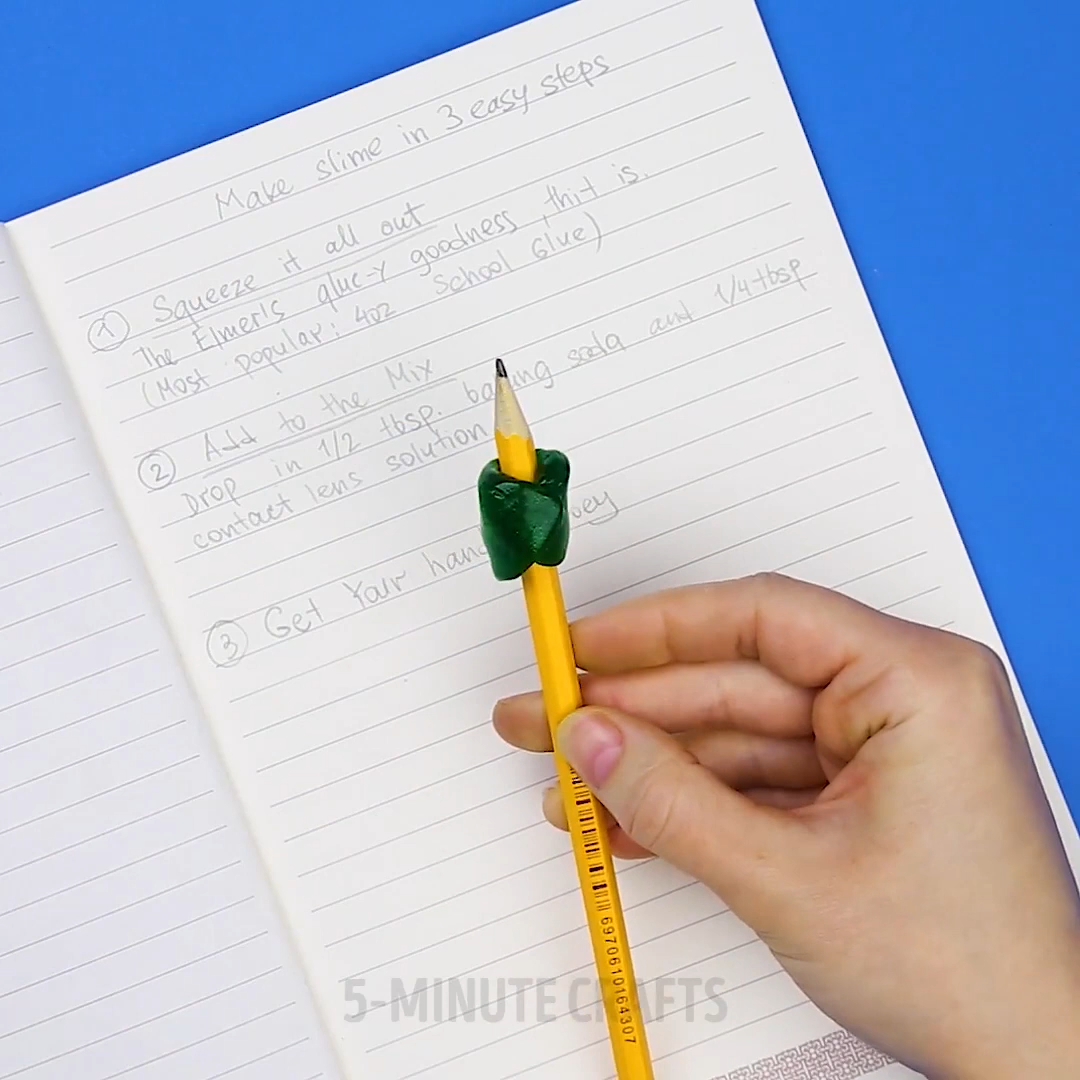 Make slime in 3 easy steps
① Squeeze it all out
The Elmer's glue-Y goodness, thit is.
(Most popular: 4oz School Glue)
② Add to the Mix
Drop in 1/2 tbsp. baking soda and 1/4 tbsp
contact lens solution
③ Get Your
6970610164307
5-MINUTE CRAFTS